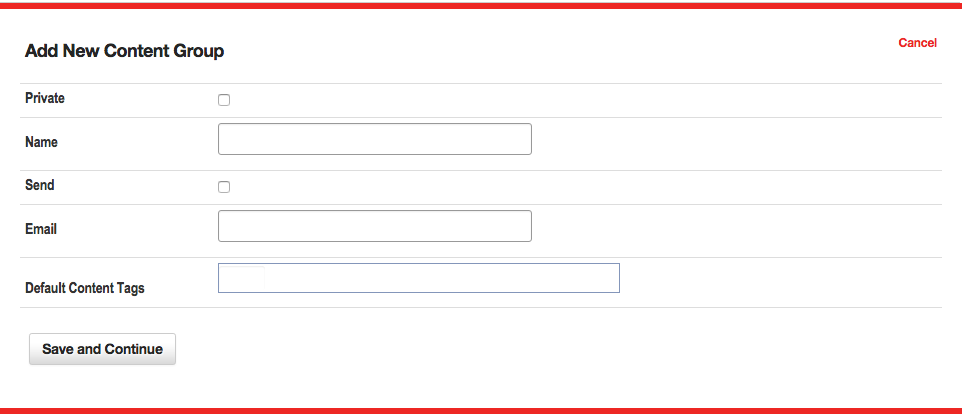 Add New Content Group
Cancel
Private
Name
Send
Email
Default Content Tags
Save and Continue